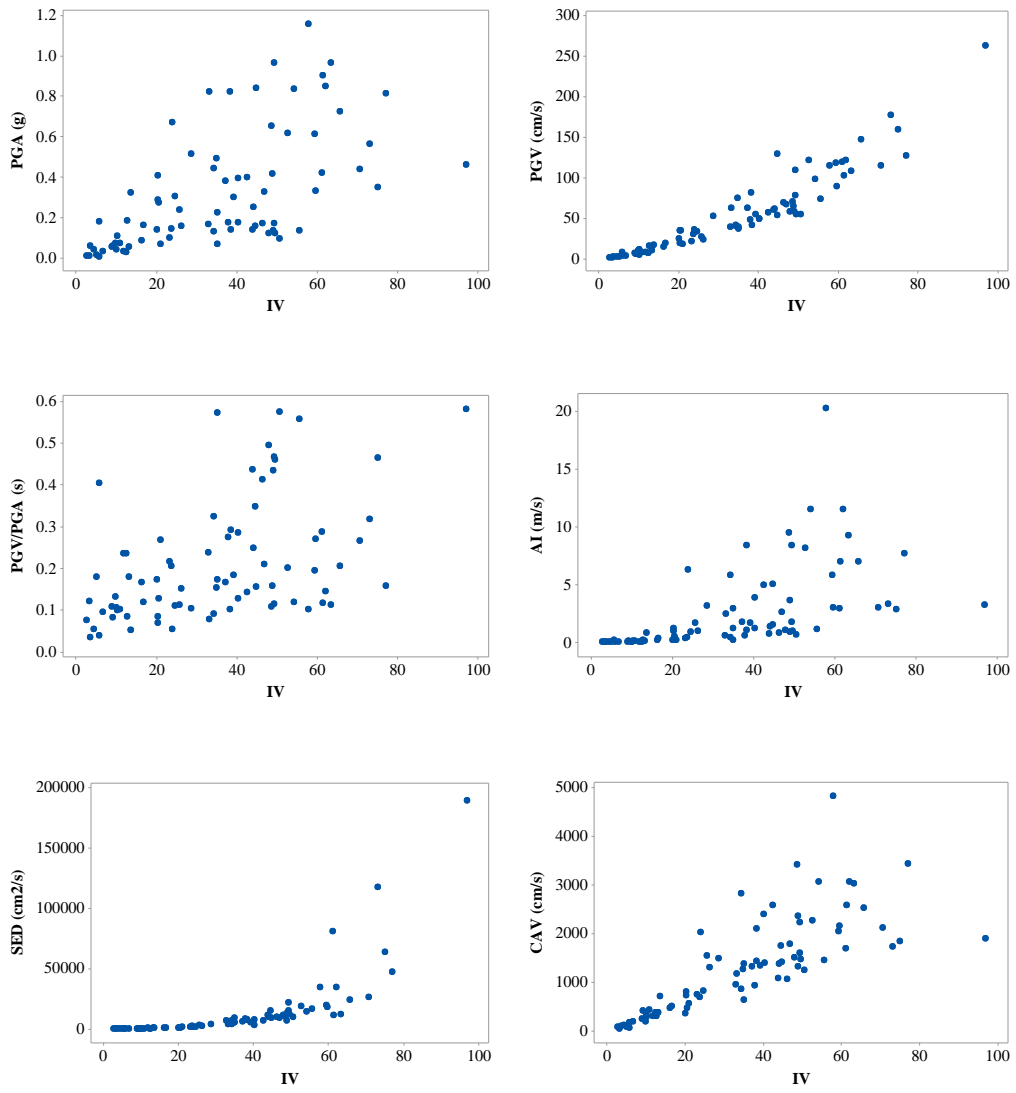 1.2
1.0
0.8
0.6
0.4
0.2
0.0
PGA (g)
0 20 40 60 80 100
IV
300
250
200
150
100
50
0
PGV (cm/s)
0 20 40 60 80 100
IV
0.6
0.5
0.4
0.3
0.2
0.1
0.0
PGV/PGA (s)
0 20 40 60 80 100
IV
20
15
10
5
0
AI (m/s)
0 20 40 60 80 100
IV
200000
150000
100000
50000
0
SED (cm2/s)
0 20 40 60 80 100
IV
5000
4000
3000
2000
1000
0
CAV (cm/s)
0 20 40 60 80 100
IV